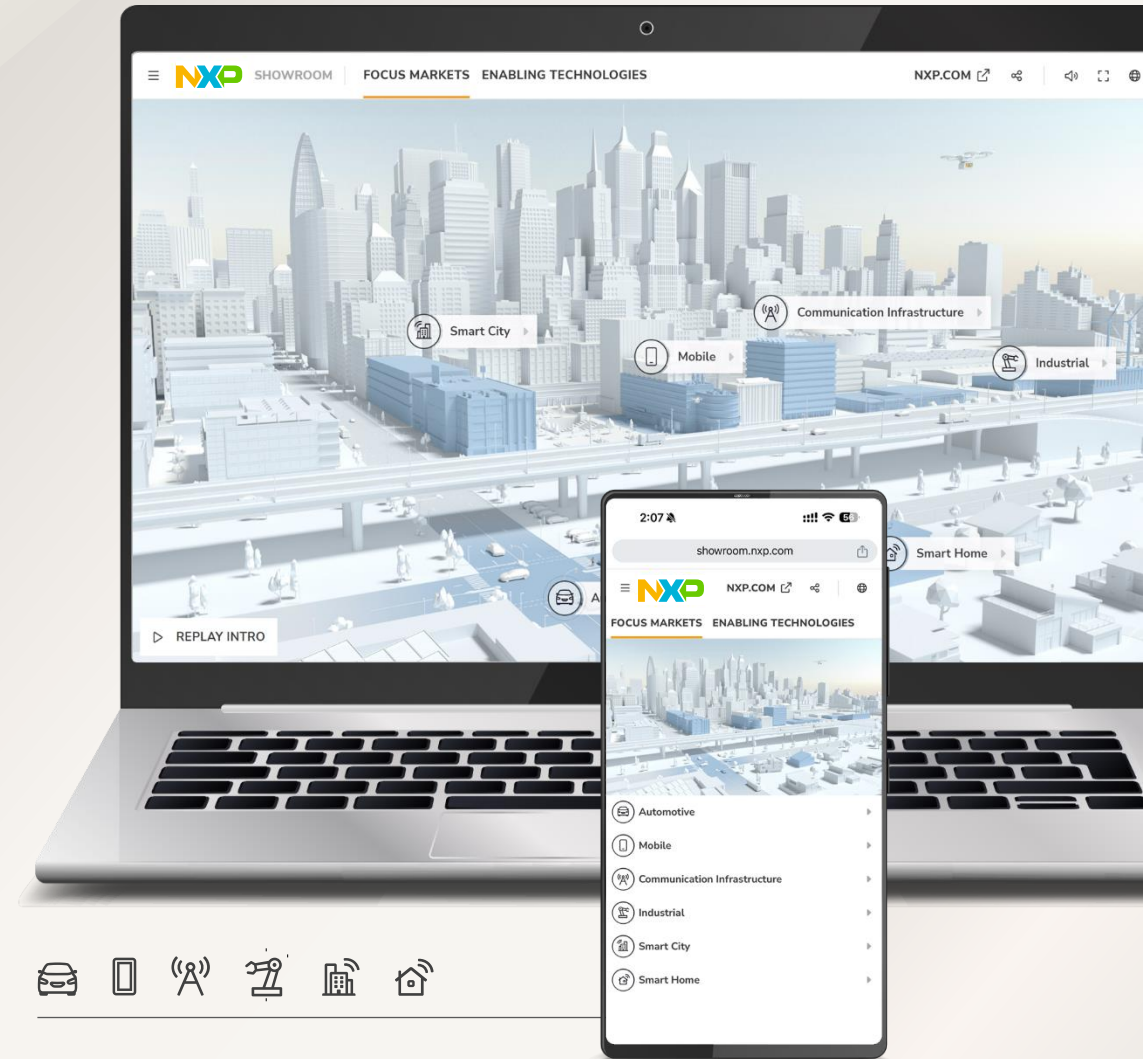 NXP SHOWROOM FOCUS MARKETS ENABLING TECHNOLOGIES NXP.COM
Communication Infrastructure
Smart City
Mobile
Industrial
Smart Home
A
REPLAY INTRO
2:07
showroom.nxp.com
NXP NXP.COM
FOCUS MARKETS ENABLING TECHNOLOGIES
Automotive
Mobile
Communication Infrastructure
Industrial
Smart City
Smart Home